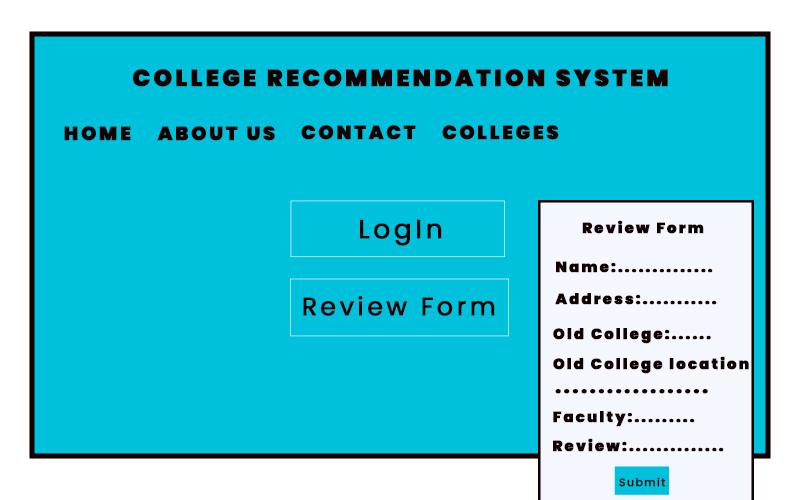 COLLEGE RECOMMENDATION SYSTEM
HOME ABOUT US CONTACT COLLEGES
LogIn
Review Form
Review Form
Name:..............
Address:...........
Old College:......
Old College location
..................
Faculty:.........
Review:..............
Submit